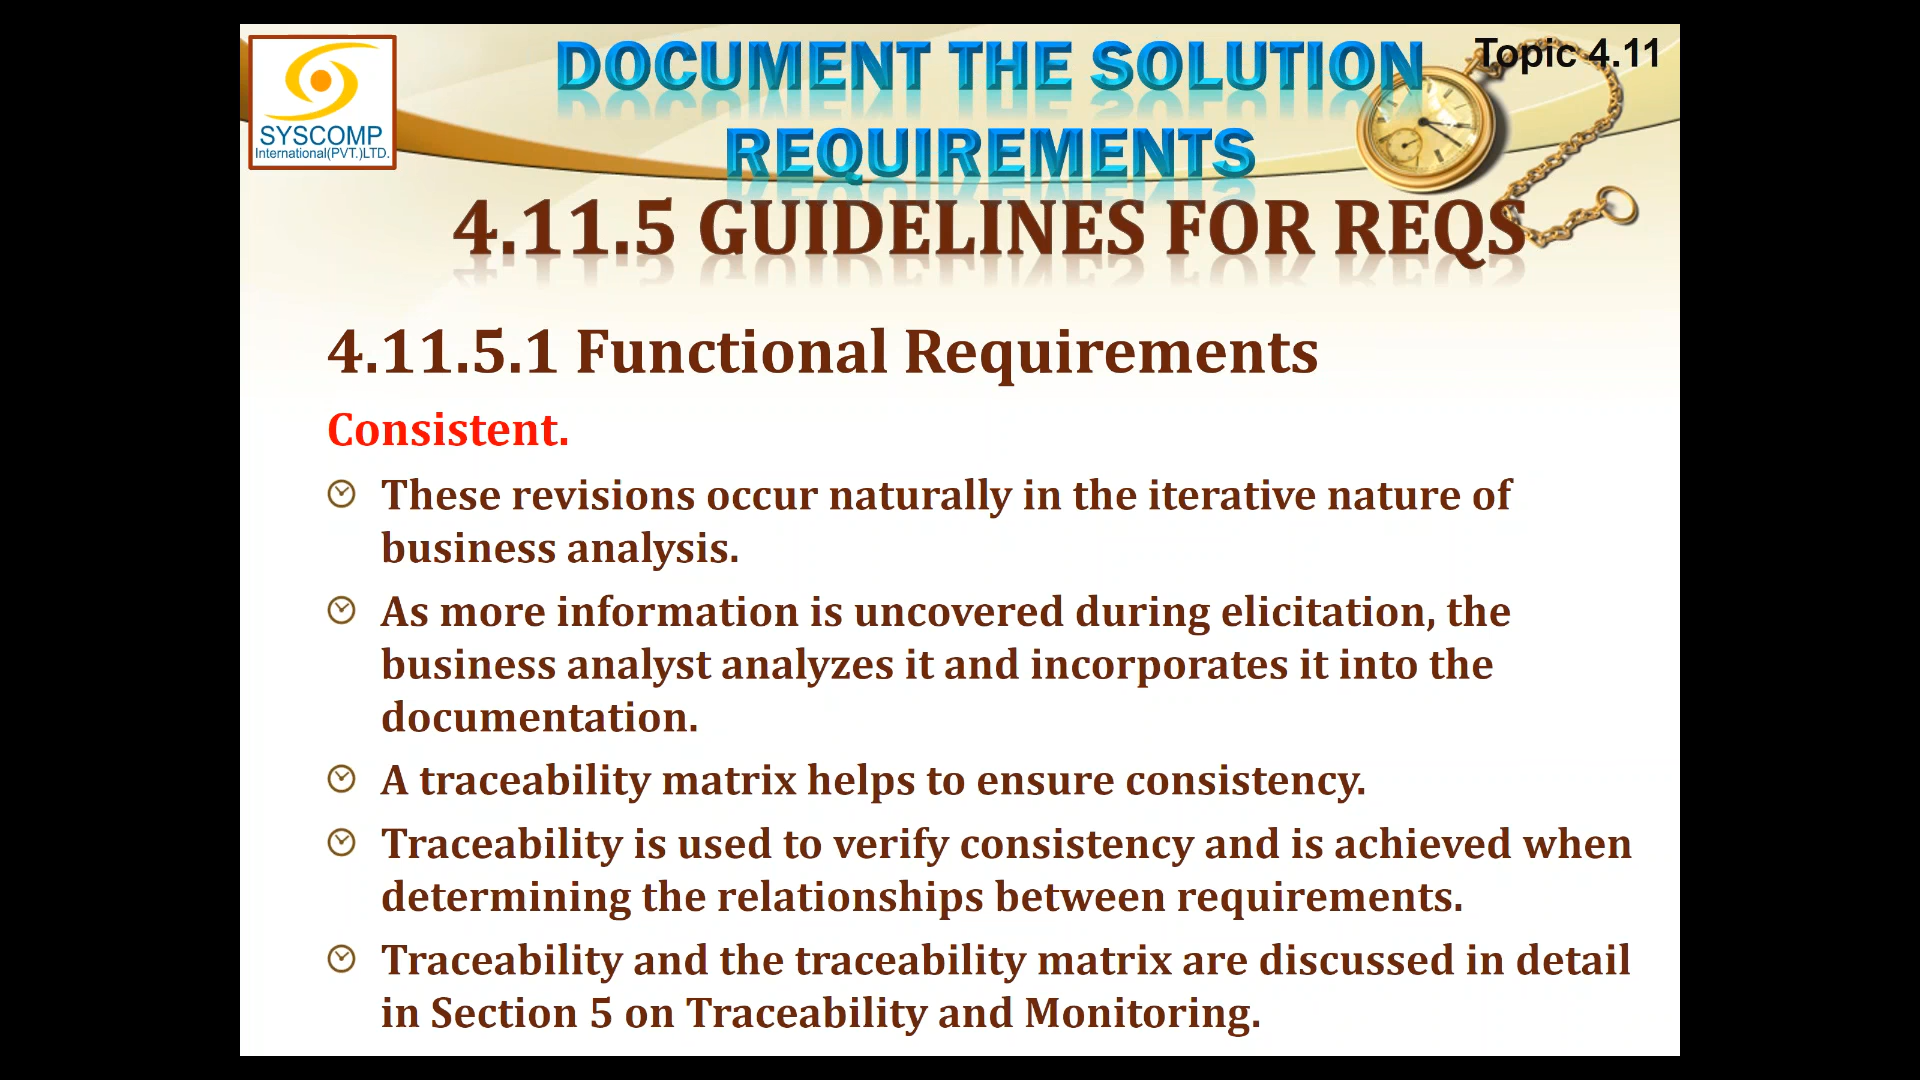 SYSCOMP
International(PVT.)LTD.
DOCUMENT THE SOLUTION
REQUIREMENTS
Topic 4.11
4.11.5 GUIDELINES FOR REQS
4.11.5.1 Functional Requirements
Consistent.
These revisions occur naturally in the iterative nature of
business analysis.
As more information is uncovered during elicitation, the
business analyst analyzes it and incorporates it into the
documentation.
A traceability matrix helps to ensure consistency.
Traceability is used to verify consistency and is achieved when
determining the relationships between requirements.
Traceability and the traceability matrix are discussed in detail
in Section 5 on Traceability and Monitoring.